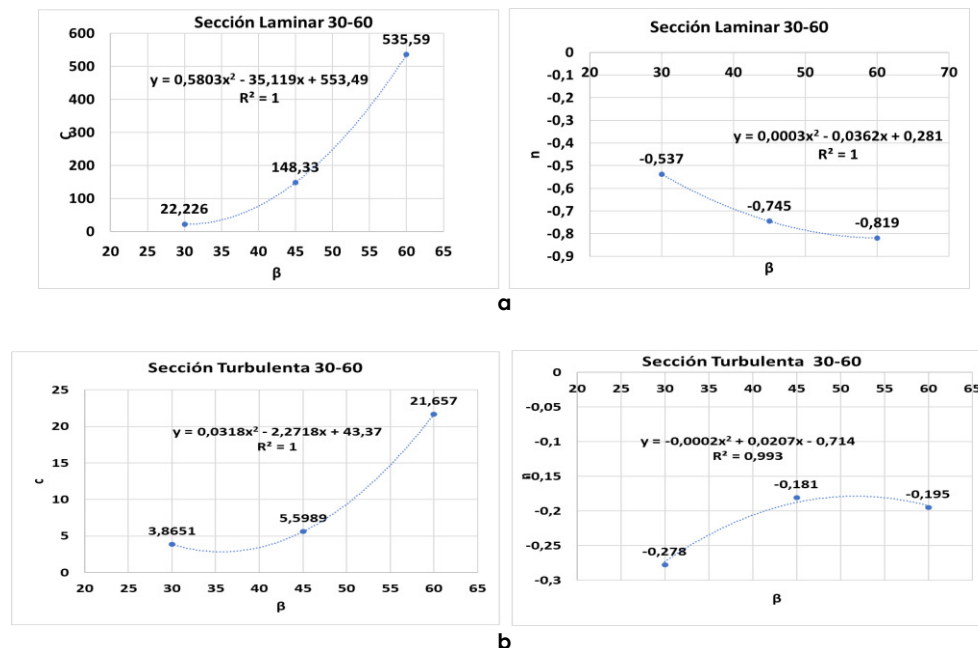 Sección Laminar 30-60
600
500
400
300
200
100
0
20 25 30 35 40 45 50 55 60 65
C
β
y = 0,5803x² - 35,119x + 553,49
R² = 1
22,226
148,33
535,59
Sección Laminar 30-60
0
-0,1
-0,2
-0,3
-0,4
-0,5
-0,6
-0,7
-0,8
-0,9
20 30 40 50 60 70
n
β
y = 0,0003x² - 0,0362x + 0,281
R² = 1
-0,537
-0,745
-0,819
a
Sección Turbulenta 30-60
25
20
15
10
5
0
20 25 30 35 40 45 50 55 60 65
c
β
y = 0,0318x² - 2,2718x + 43,37
R² = 1
3,8651
5,5989
21,657
Sección Turbulenta 30-60
0
-0,05
-0,1
-0,15
-0,2
-0,25
-0,3
20 25 30 35 40 45 50 55 60 65
n
β
y = -0,0002x² + 0,0207x - 0,714
R² = 0,993
-0,278
-0,181
-0,195
b